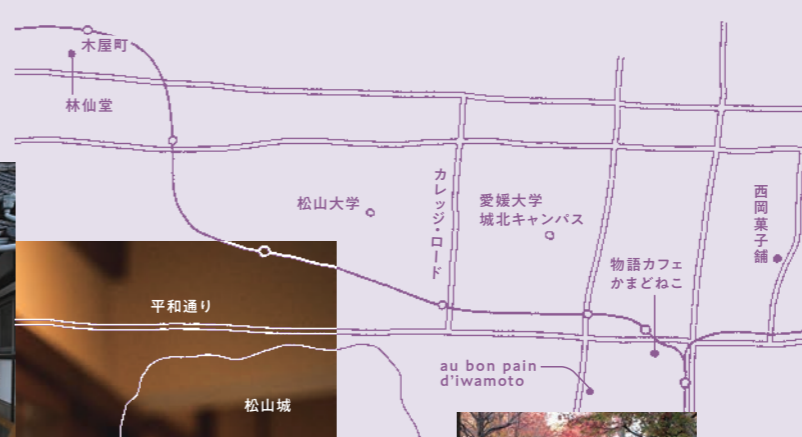 木屋町
林仙堂
松山大学
カレッジ・ロード
愛媛大学
城北キャンパス
西岡菓子舗
物語カフェ
かまどねこ
平和通り
au bon pain
d'iwamoto
松山城